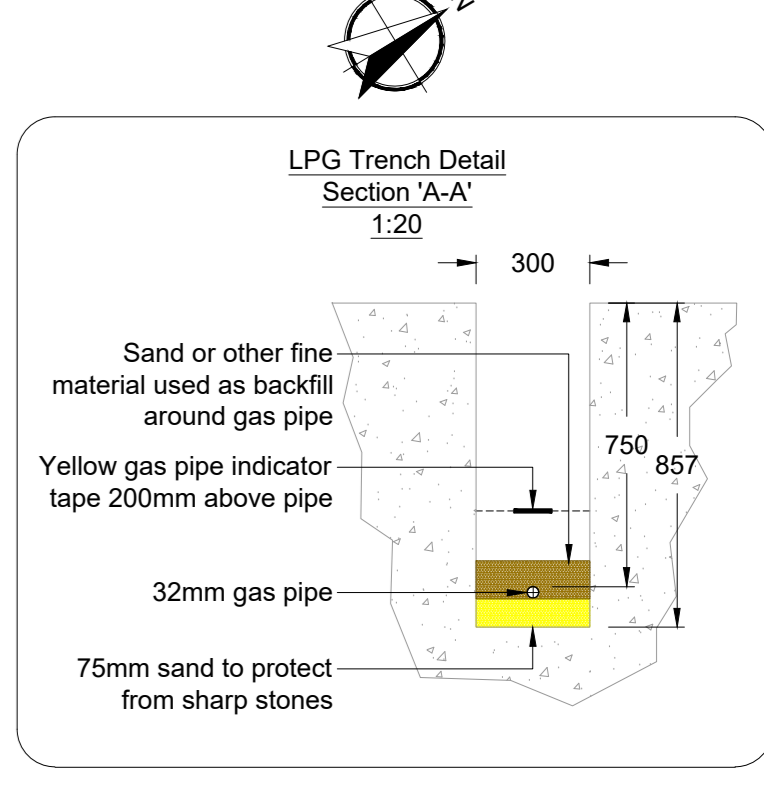 N
LPG Trench Detail
Section 'A-A'
1:20
300
Sand or other fine
material used as backfill
around gas pipe
750
857
Yellow gas pipe indicator
tape 200mm above pipe
32mm gas pipe
75mm sand to protect
from sharp stones